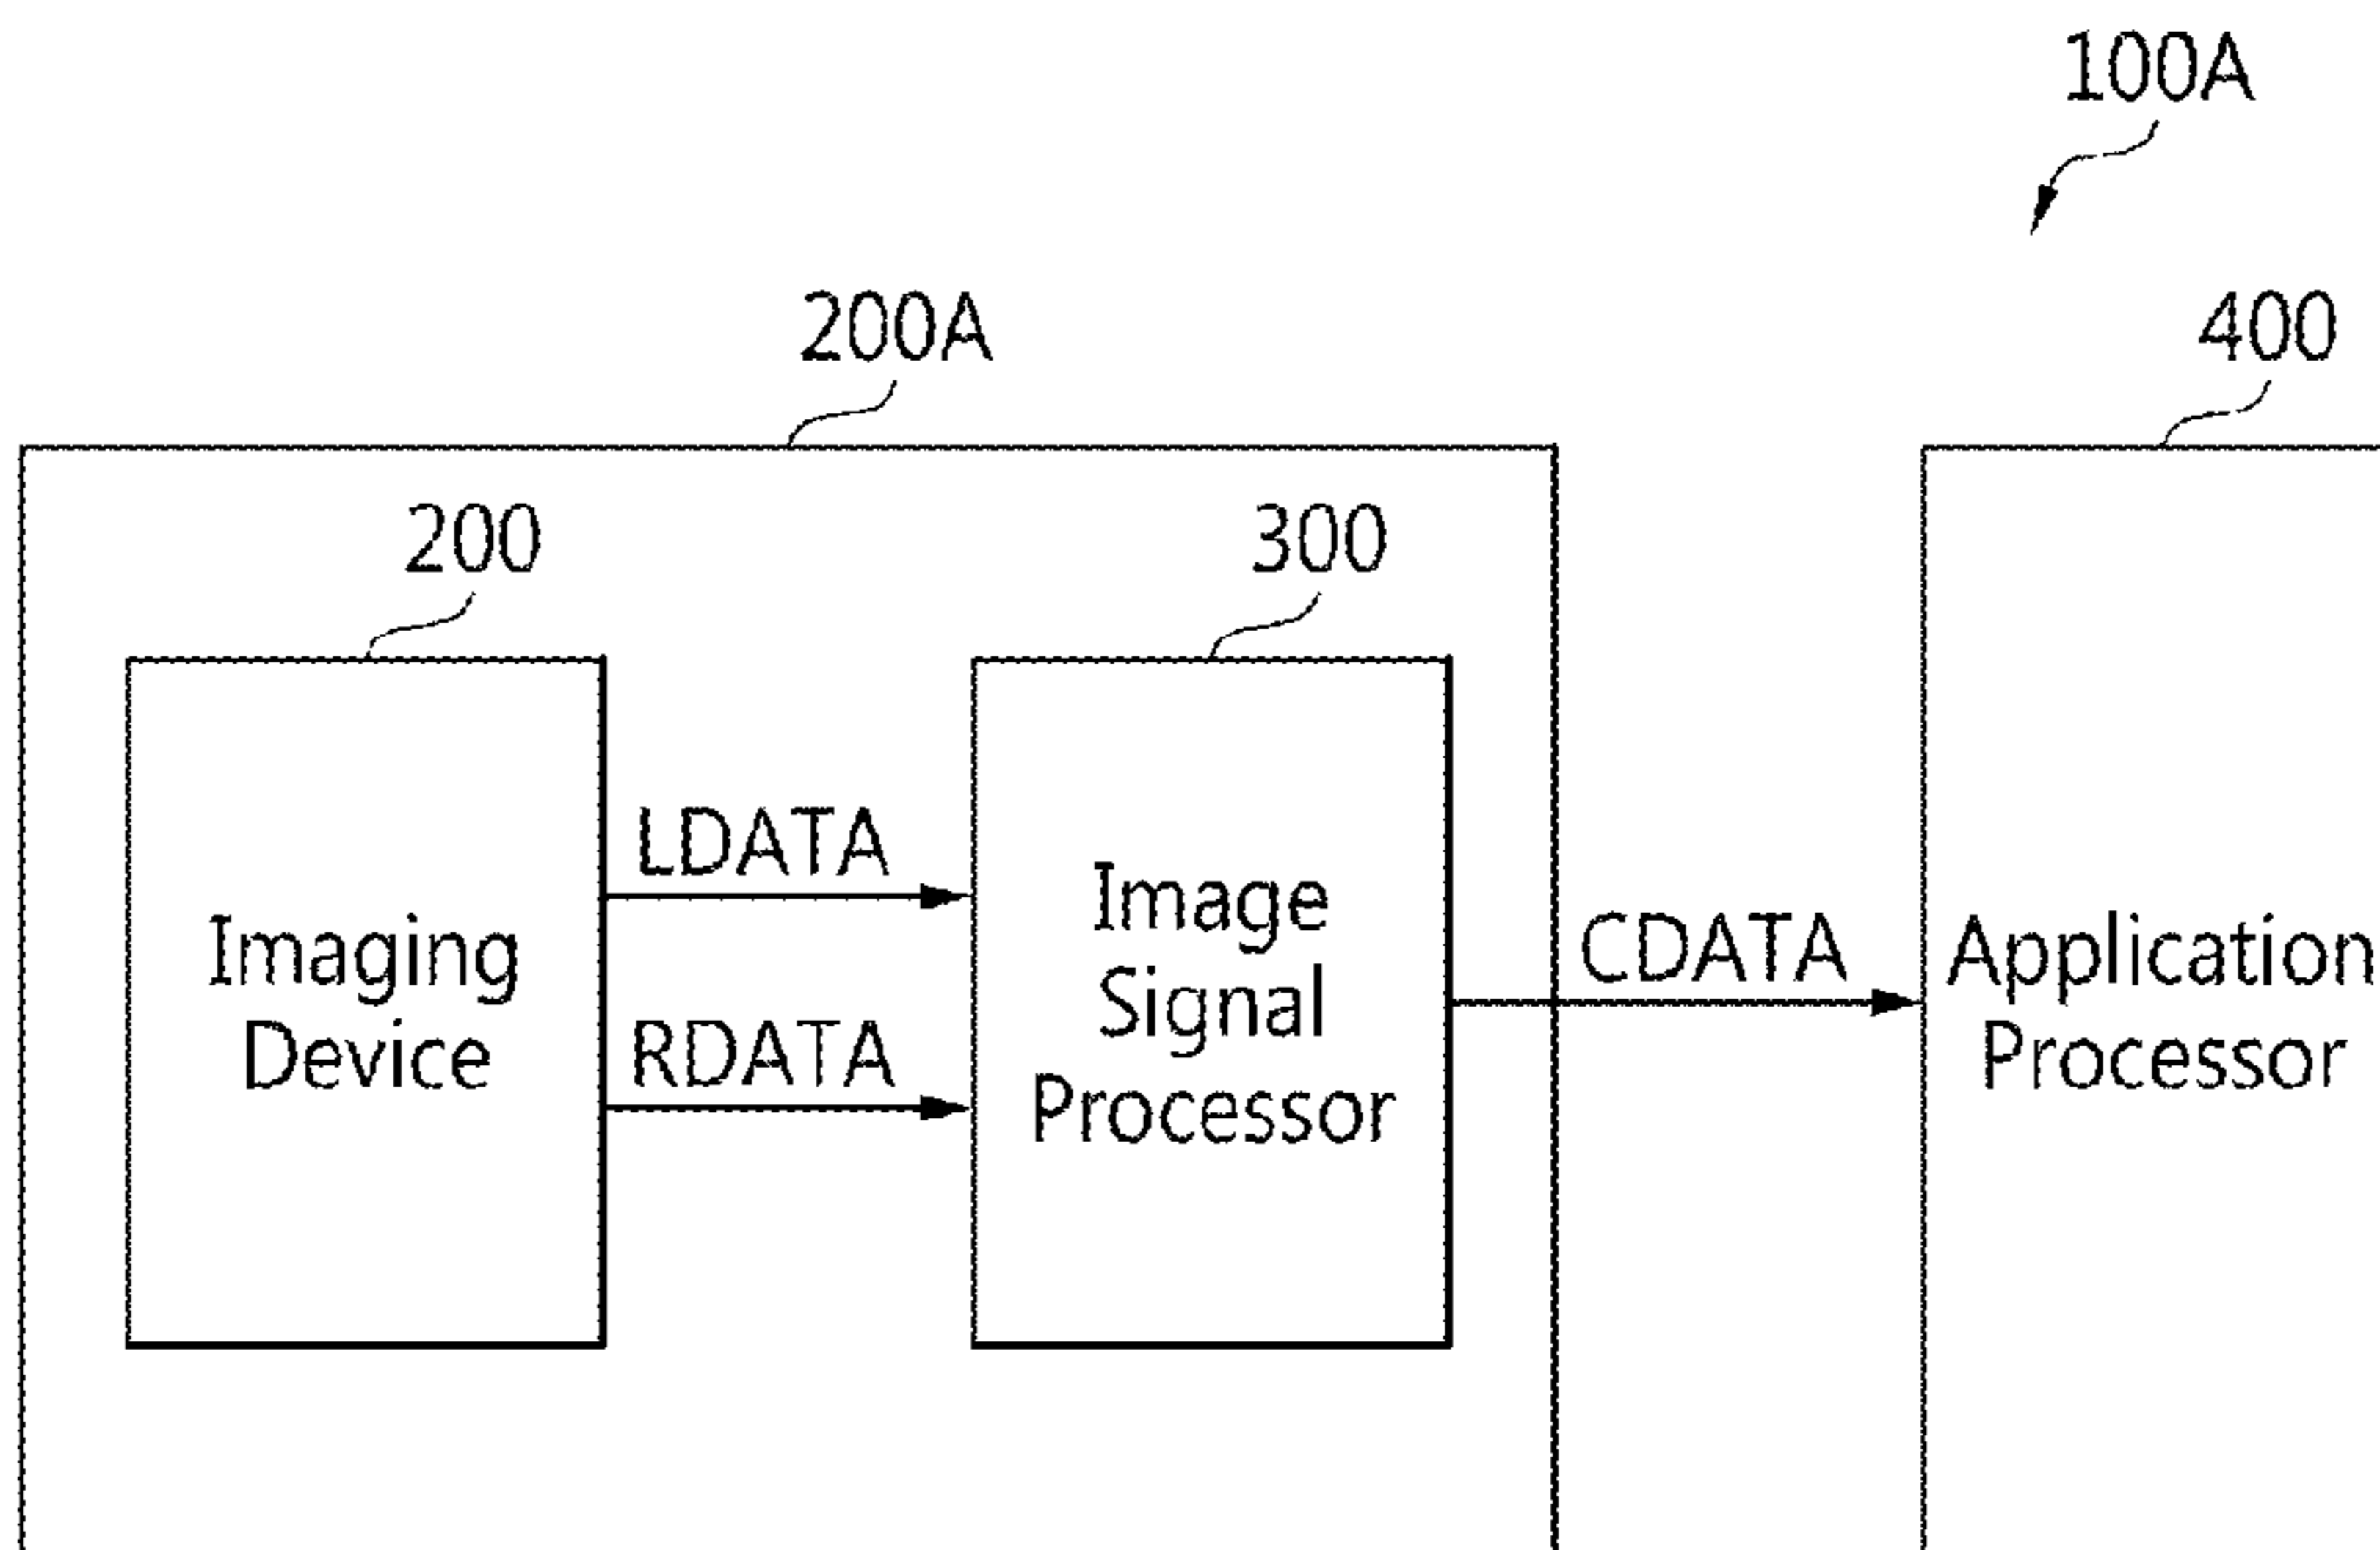 100A
200A
400
200
300
LDATA
RDATA
Imaging
Device
Image
Signal
Processor
CDATA
Application
Processor